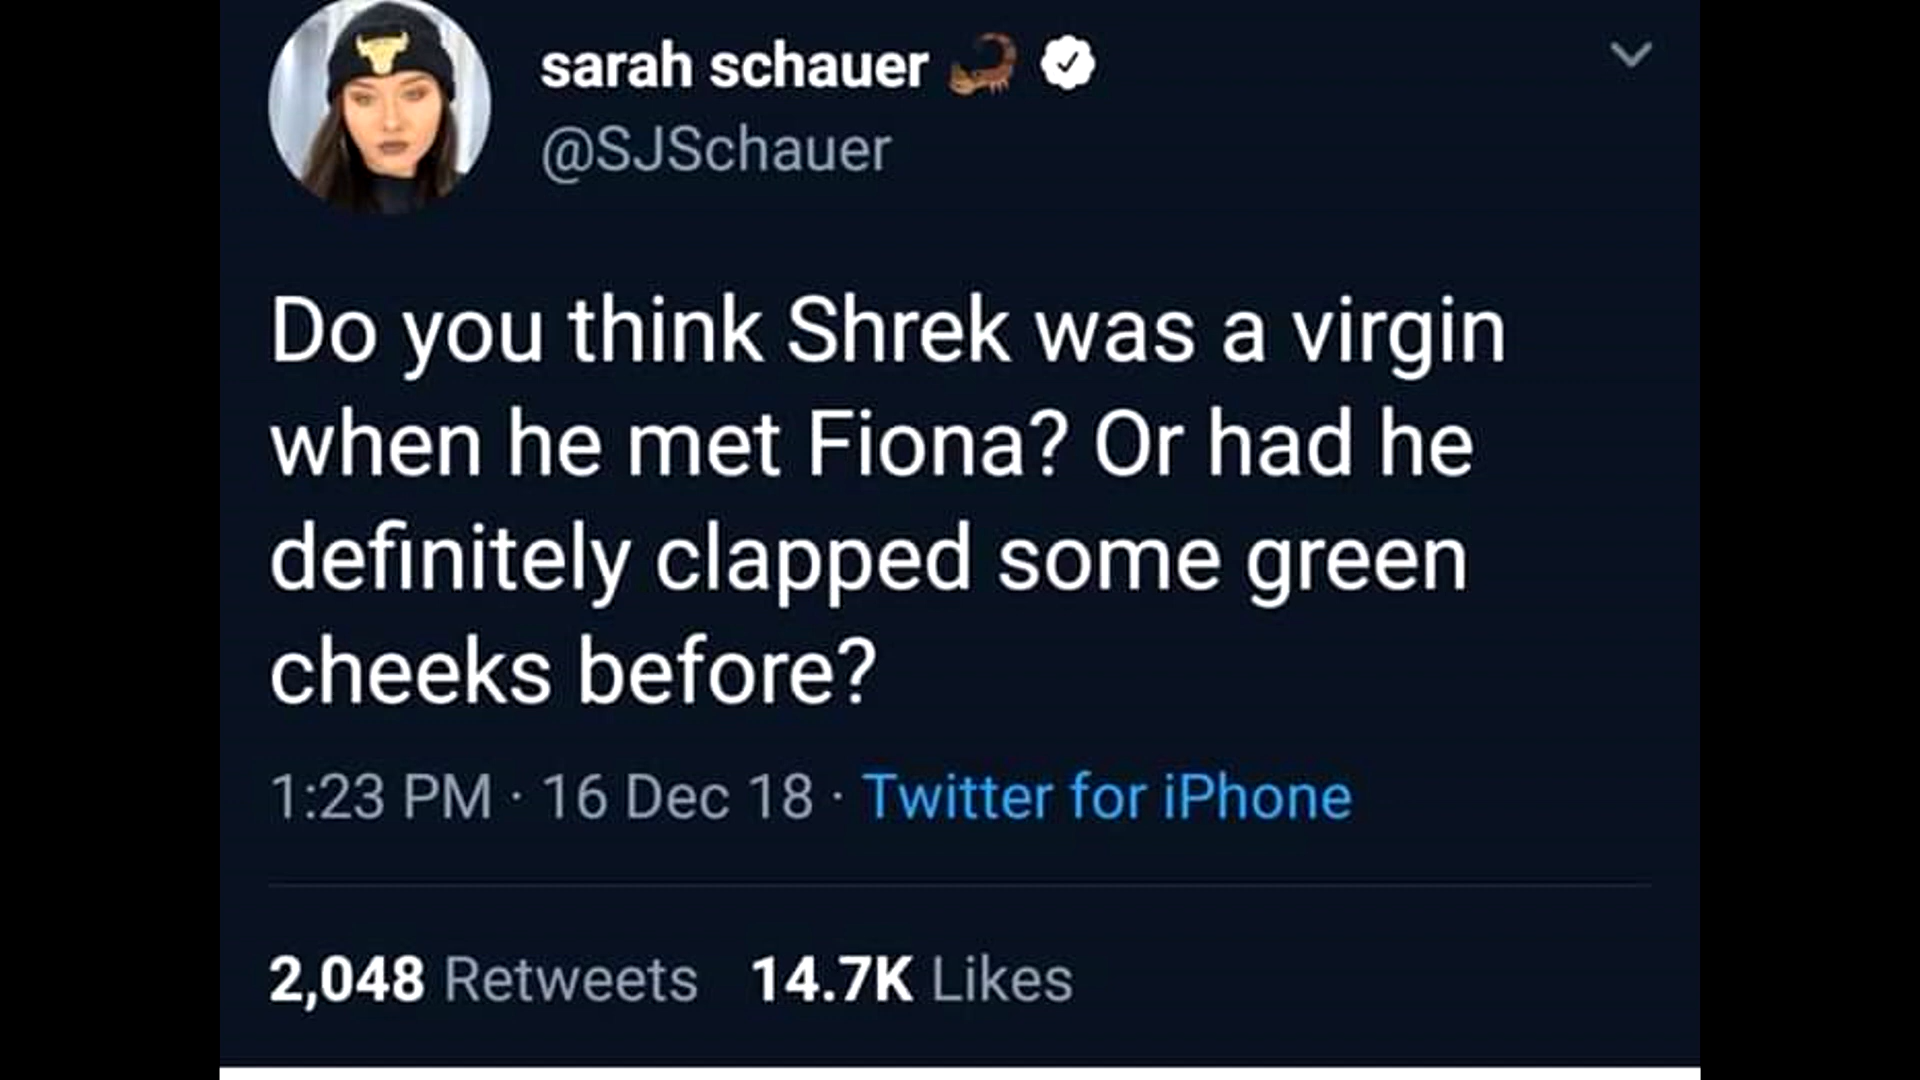 sarah schauer 🦂
@SJSchauer
Do you think Shrek was a virgin
when he met Fiona? Or had he
definitely clapped some green
cheeks before?
1:23 PM · 16 Dec 18 · Twitter for iPhone
2,048 Retweets 14.7K Likes